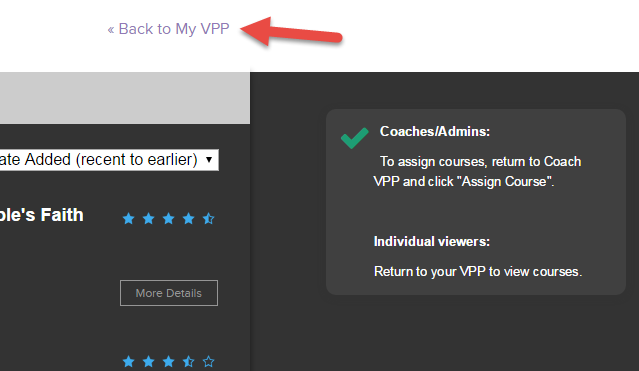 « Back to My VPP
ate Added (recent to earlier)
ple's Faith
More Details
Coaches/Admins:
To assign courses, return to Coach
VPP and click "Assign Course".
Individual viewers:
Return to your VPP to view courses.